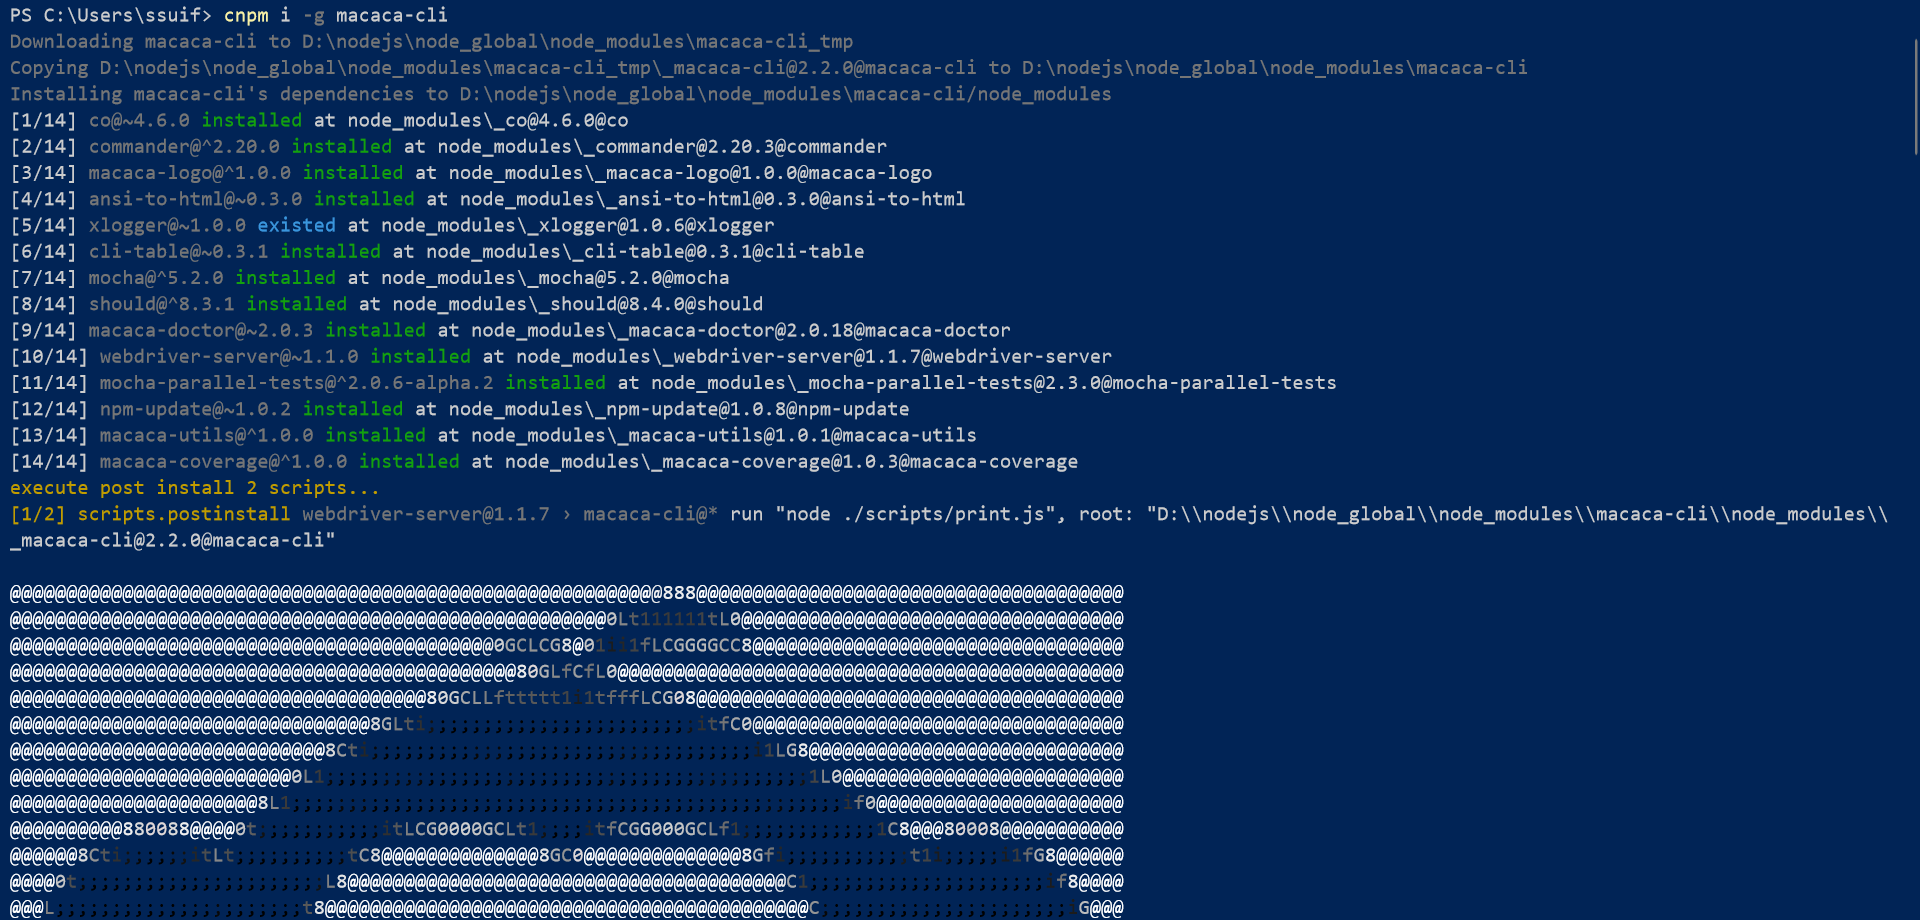 PS C:\Users\ssuif> cnpm i -g macaca-cli
Downloading macaca-cli to D:\nodejs\node_global\node_modules\macaca-cli_tmp
Copying D:\nodejs\node_global\node_modules\macaca-cli_tmp\_macaca-cli@2.2.0@macaca-cli to D:\nodejs\node_global\node_modules\macaca-cli
Installing macaca-cli's dependencies to D:\nodejs\node_global\node_modules\macaca-cli/node_modules
[1/14] co@~4.6.0 installed at node_modules\_co@4.6.0@co
[2/14] commander@^2.20.0 installed at node_modules\_commander@2.20.3@commander
[3/14] macaca-logo@^1.0.0 installed at node_modules\_macaca-logo@1.0.0@macaca-logo
[4/14] ansi-to-html@~0.3.0 installed at node_modules\_ansi-to-html@0.3.0@ansi-to-html
[5/14] xlogger@~1.0.0 existed at node_modules\_xlogger@1.0.6@xlogger
[6/14] cli-table@~0.3.1 installed at node_modules\_cli-table@0.3.1@cli-table
[7/14] mocha@^5.2.0 installed at node_modules\_mocha@5.2.0@mocha
[8/14] should@^8.3.1 installed at node_modules\_should@8.4.0@should
[9/14] macaca-doctor@~2.0.3 installed at node_modules\_macaca-doctor@2.0.18@macaca-doctor
[10/14] webdriver-server@~1.1.0 installed at node_modules\_webdriver-server@1.1.7@webdriver-server
[11/14] mocha-parallel-tests@^2.0.6-alpha.2 installed at node_modules\_mocha-parallel-tests@2.3.0@mocha-parallel-tests
[12/14] npm-update@~1.0.2 installed at node_modules\_npm-update@1.0.8@npm-update
[13/14] macaca-utils@^1.0.0 installed at node_modules\_macaca-utils@1.0.1@macaca-utils
[14/14] macaca-coverage@^1.0.0 installed at node_modules\_macaca-coverage@1.0.3@macaca-coverage
execute post install 2 scripts...
[1/2] scripts.postinstall webdriver-server@1.1.7 › macaca-cli@* run "node ./scripts/print.js", root: "D:\\nodejs\\node_global\\node_modules\\macaca-cli\\node_modules\\
_macaca-cli@2.2.0@macaca-cli"